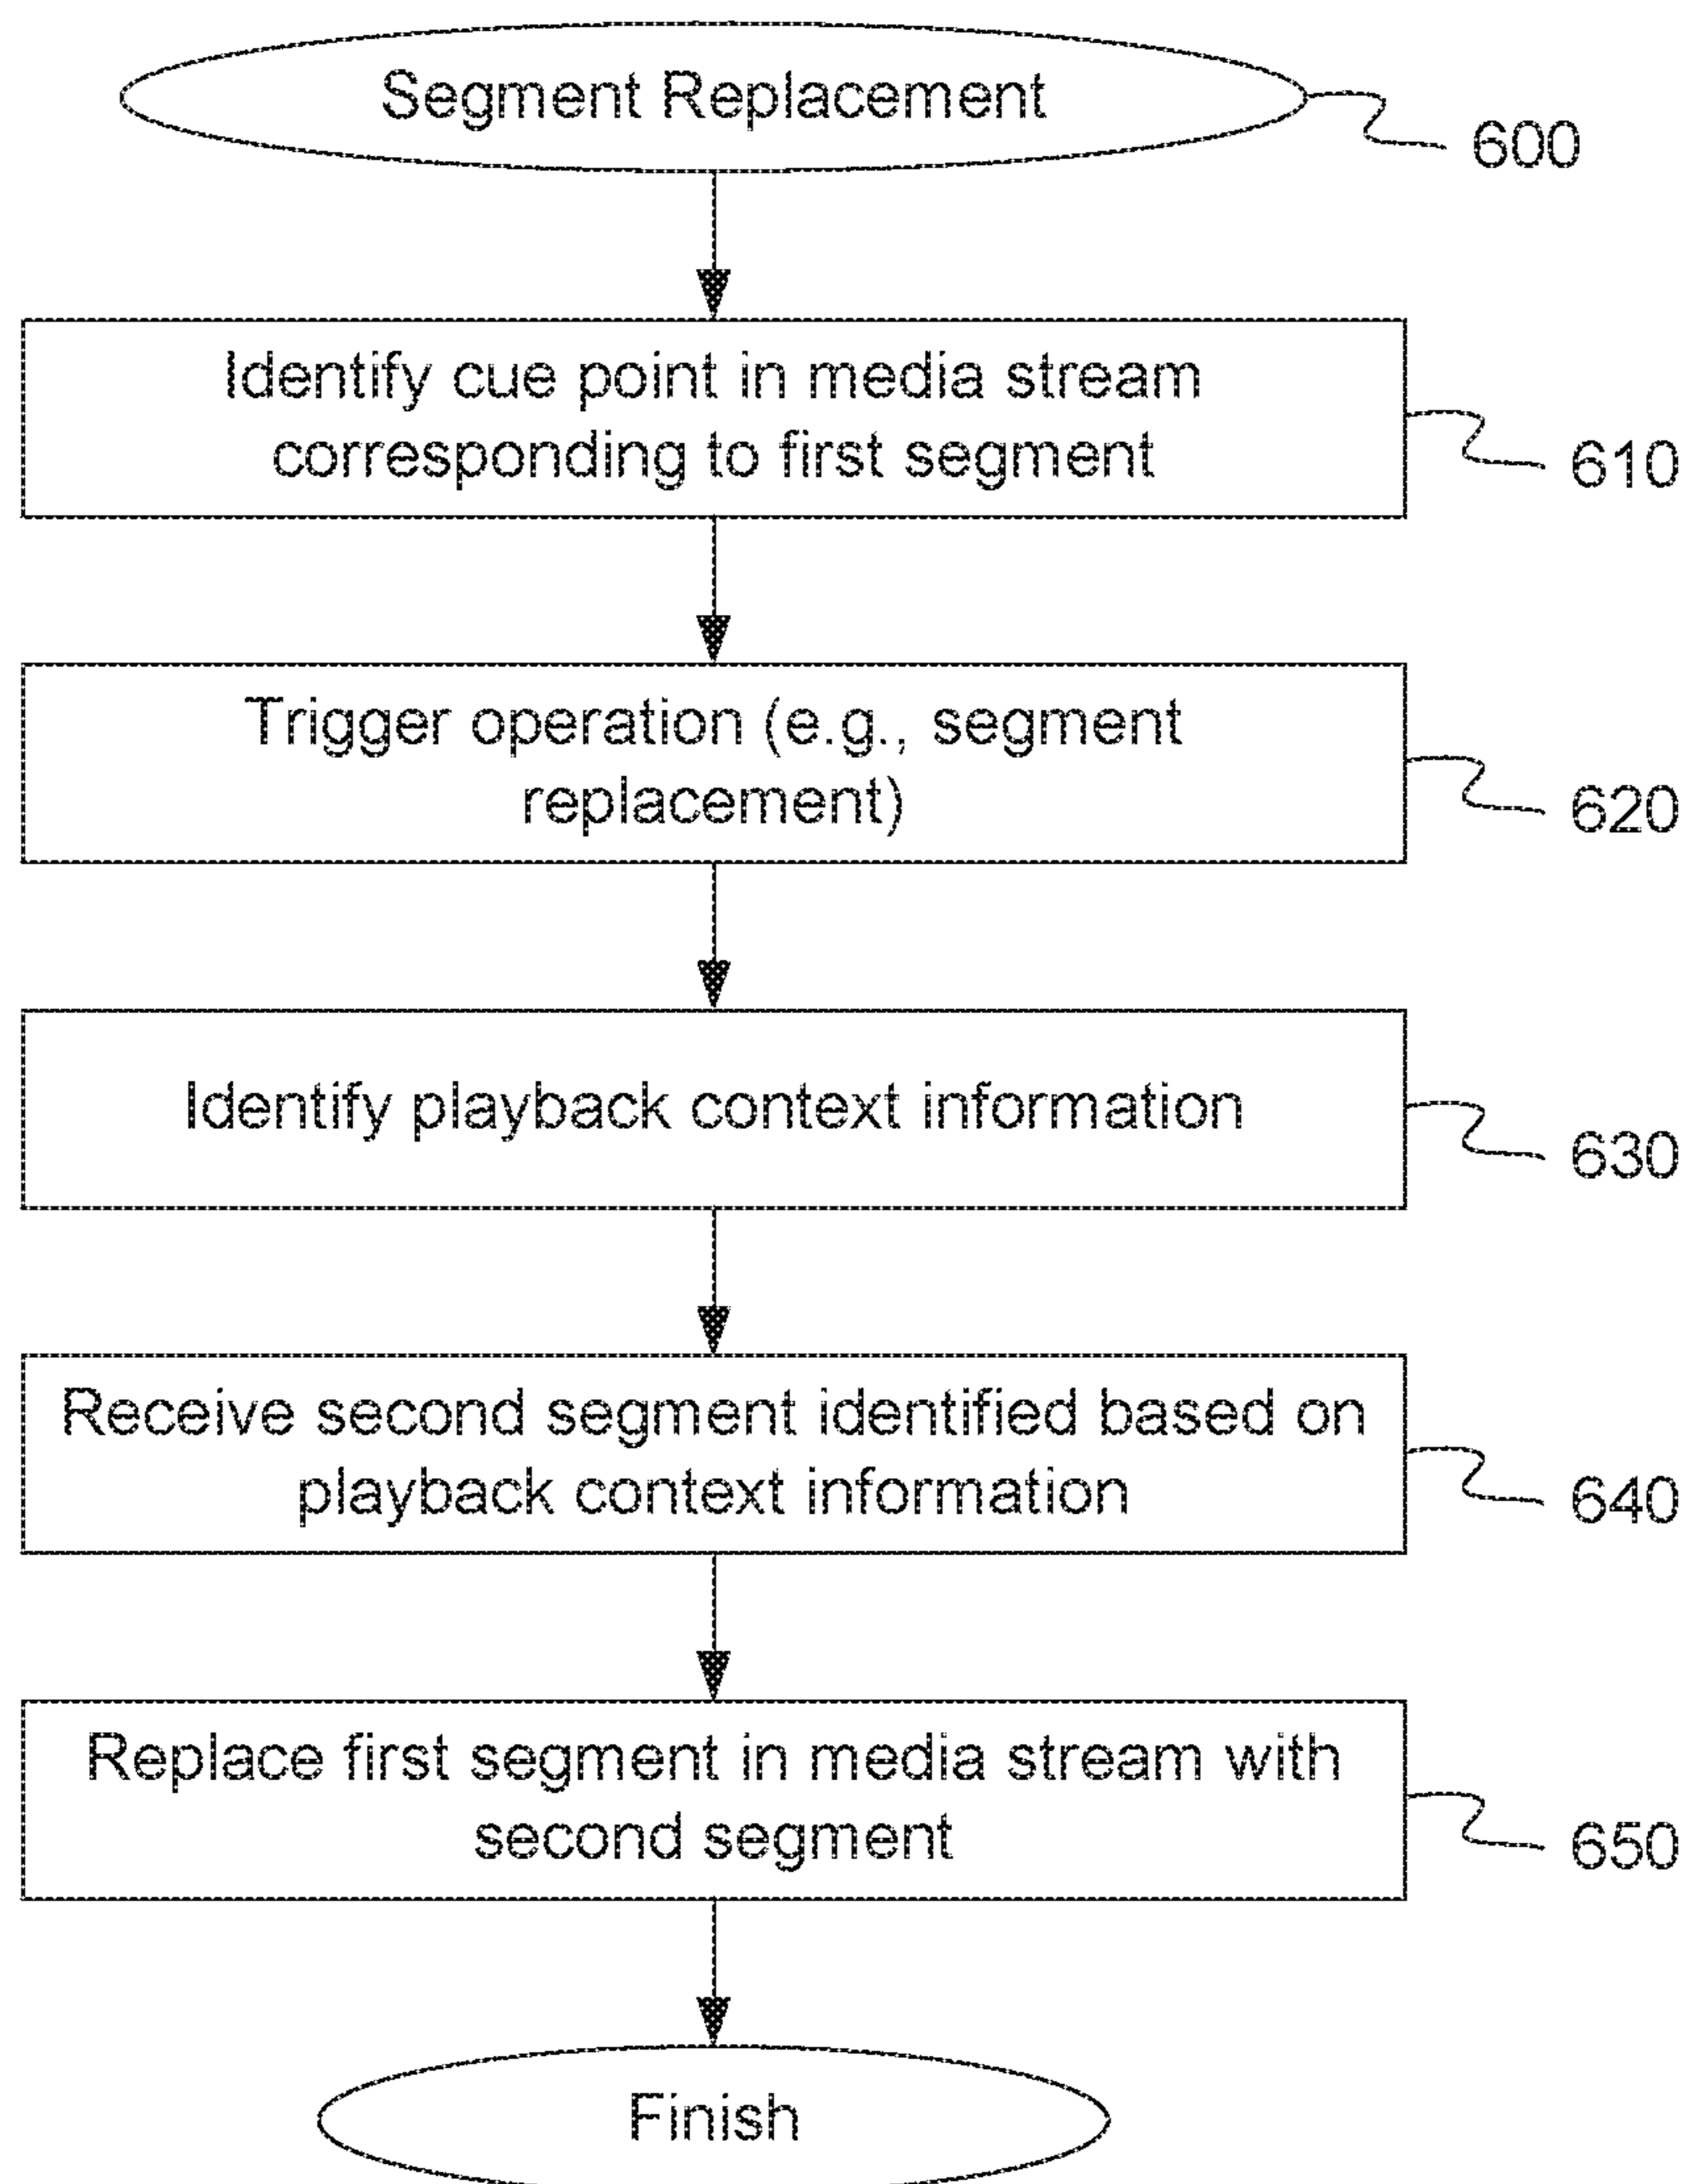 Segment Replacement
600
Identify cue point in media stream
corresponding to first segment
610
Trigger operation (e.g., segment
replacement)
620
Identify playback context information
630
Receive second segment identified based on
playback context information
640
Replace first segment in media stream with
second segment
650
Finish